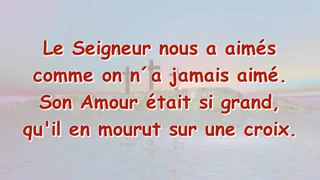 Le Seigneur nous a aimés
comme on n´a jamais aimé.
Son Amour était si grand,
qu'il en mourut sur une croix.